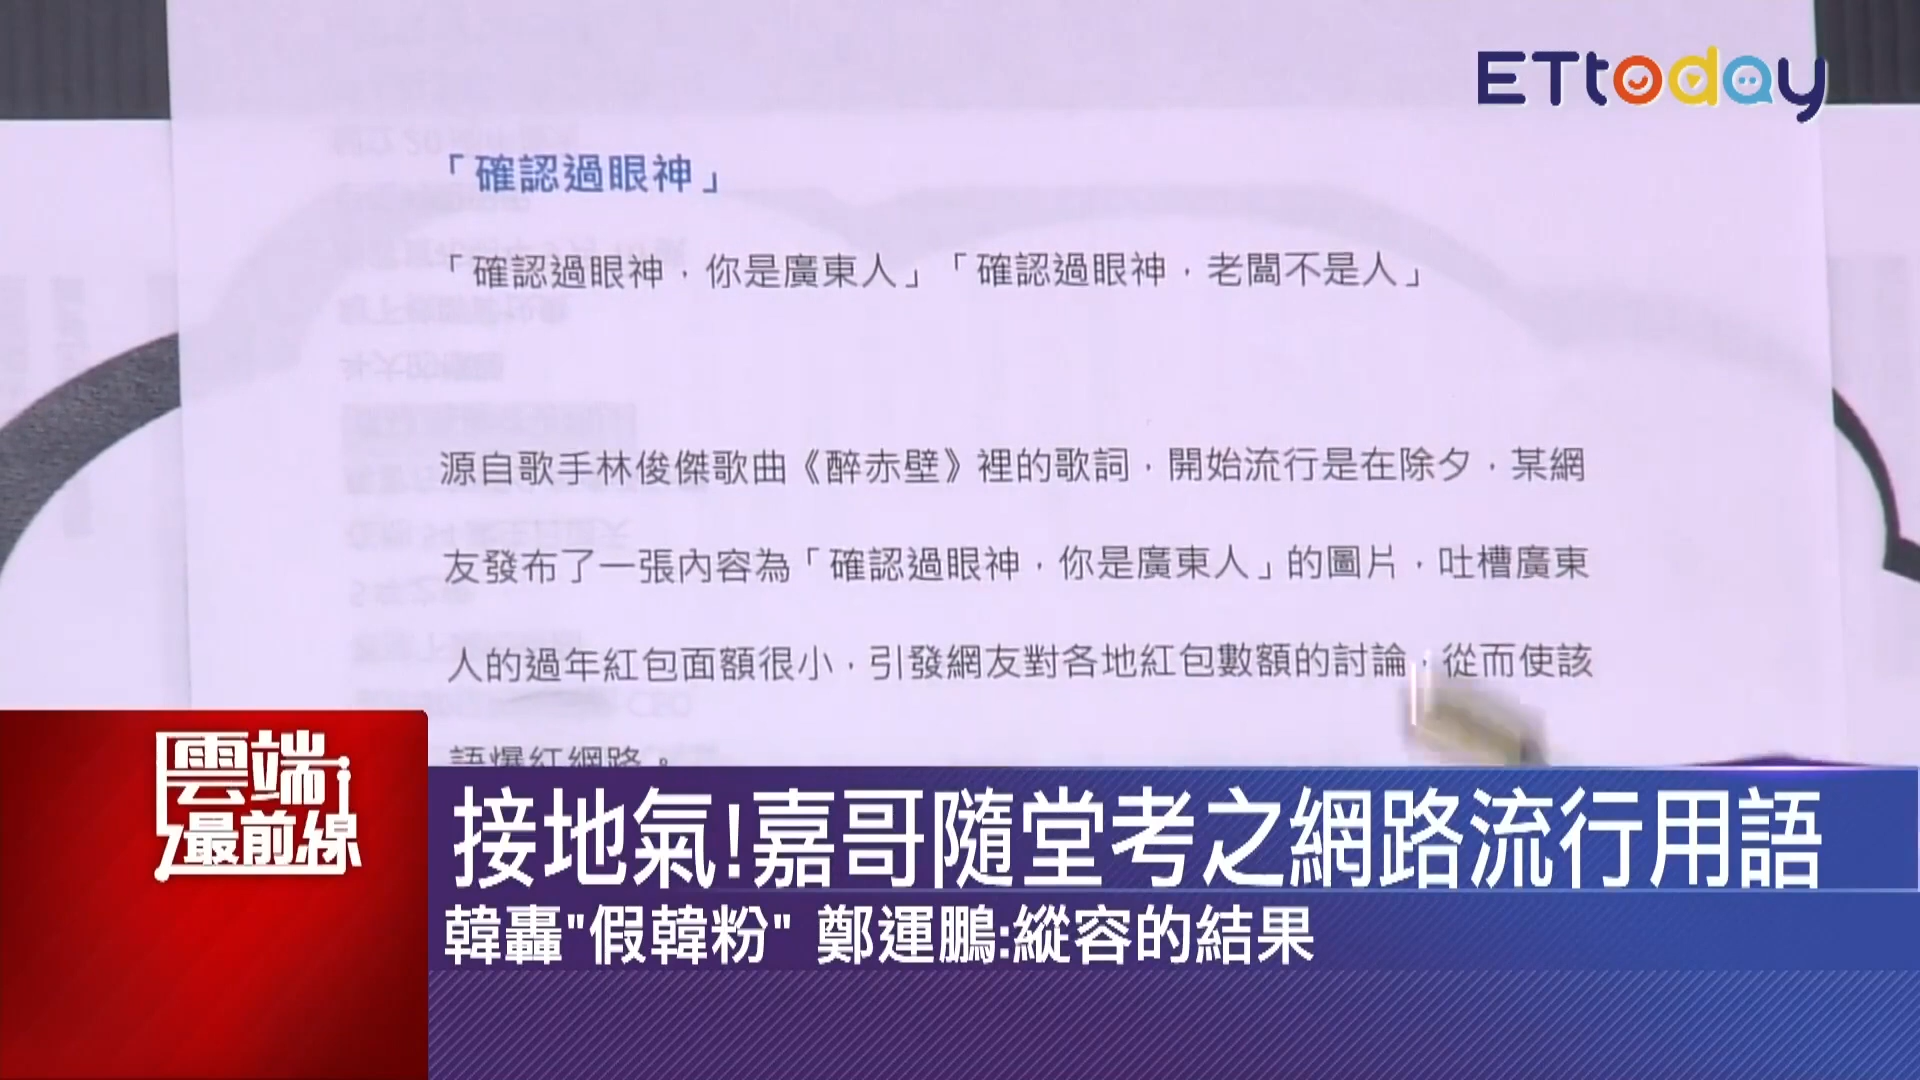 ETtoday
「確認過眼神」
「確認過眼神，你是廣東人」「確認過眼神，老闆不是人」
源自歌手林俊傑歌曲《醉赤壁》裡的歌詞，開始流行是在除夕，某網
友發布了一張內容為「確認過眼神，你是廣東人」的圖片，吐槽廣東
人的過年紅包面額很小，引發網友對各地紅包數額的討論，從而使該
語爆紅網路。
雲端
最前線
接地氣!嘉哥隨堂考之網路流行用語
韓轟"假韓粉" 鄭運鵬:縱容的結果